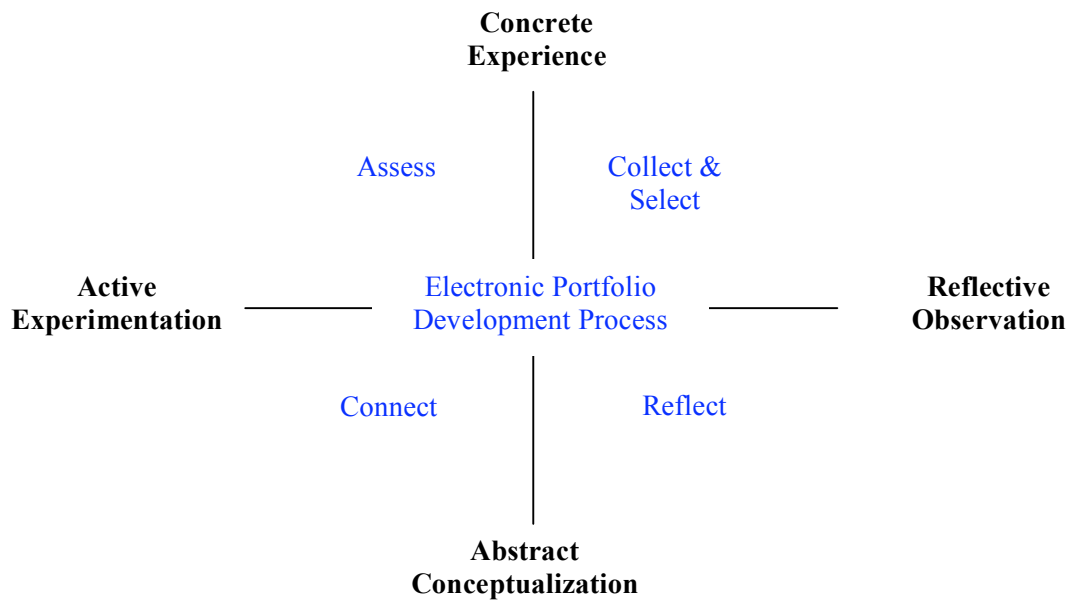 Concrete
Experience
Assess
Collect &
Select
Active
Experimentation
Electronic Portfolio
Development Process
Reflective
Observation
Connect
Reflect
Abstract
Conceptualization